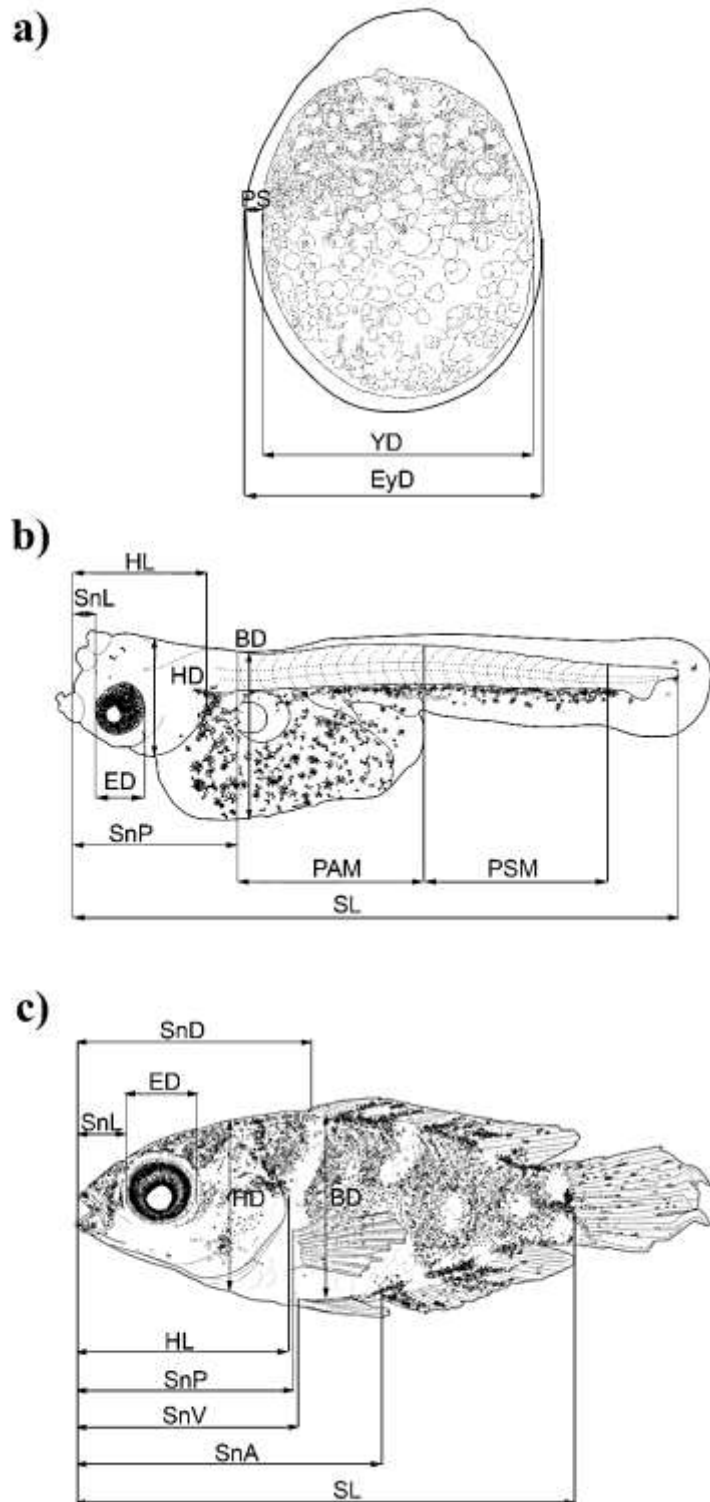 a)
PS
YD
EyD
b)
HL
SnL
BD
HD
ED
SnP
PAM PSM
SL
c)
SnD
ED
SnL
HD BD
HL
SnP
SnV
SnA
SL